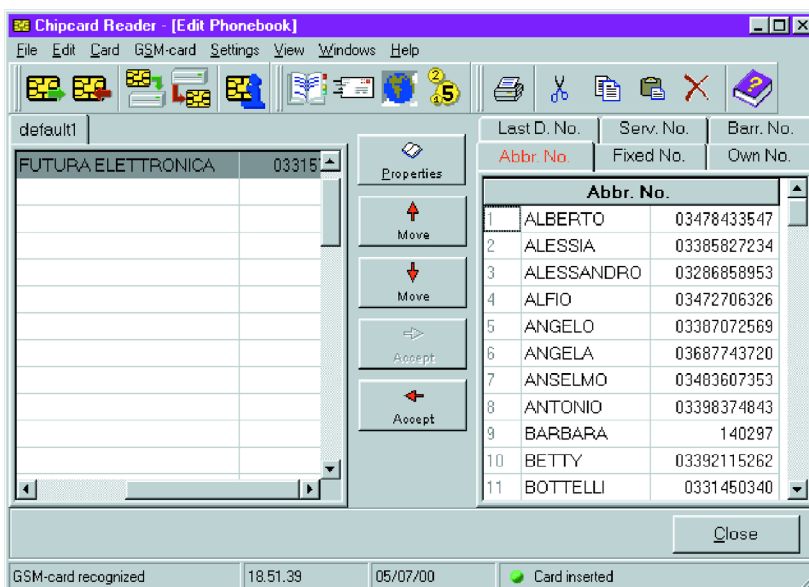 Chipcard Reader - [Edit Phonebook]
File Edit Card GSM-card Settings View Windows Help
default1
FUTURA ELETTRONICA 03315
Properties
Move
Move
Accept
Accept
Last D. No. Serv. No. Barr. No.
Abbr. No. Fixed No. Own No.
Abbr. No.
1 ALBERTO 03478433547
2 ALESSIA 03385827234
3 ALESSANDRO 03286858953
4 ALFIO 03472706326
5 ANGELO 03387072569
6 ANGELA 03687743720
7 ANSELMO 03483607353
8 ANTONIO 03398374843
9 BARBARA 140297
10 BETTY 03392115262
11 BOTTELLI 0331450340
Close
GSM-card recognized 18.51.39 05/07/00 Card inserted